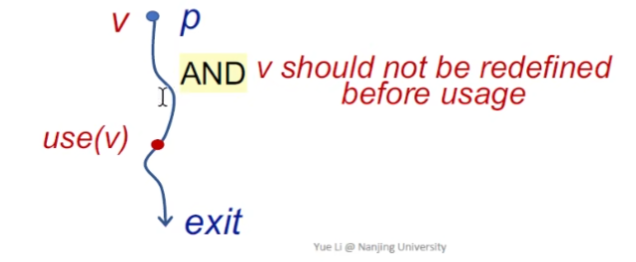 v p
AND v should not be redefined
before usage
use(v)
exit
Yue Li @ Nanjing University